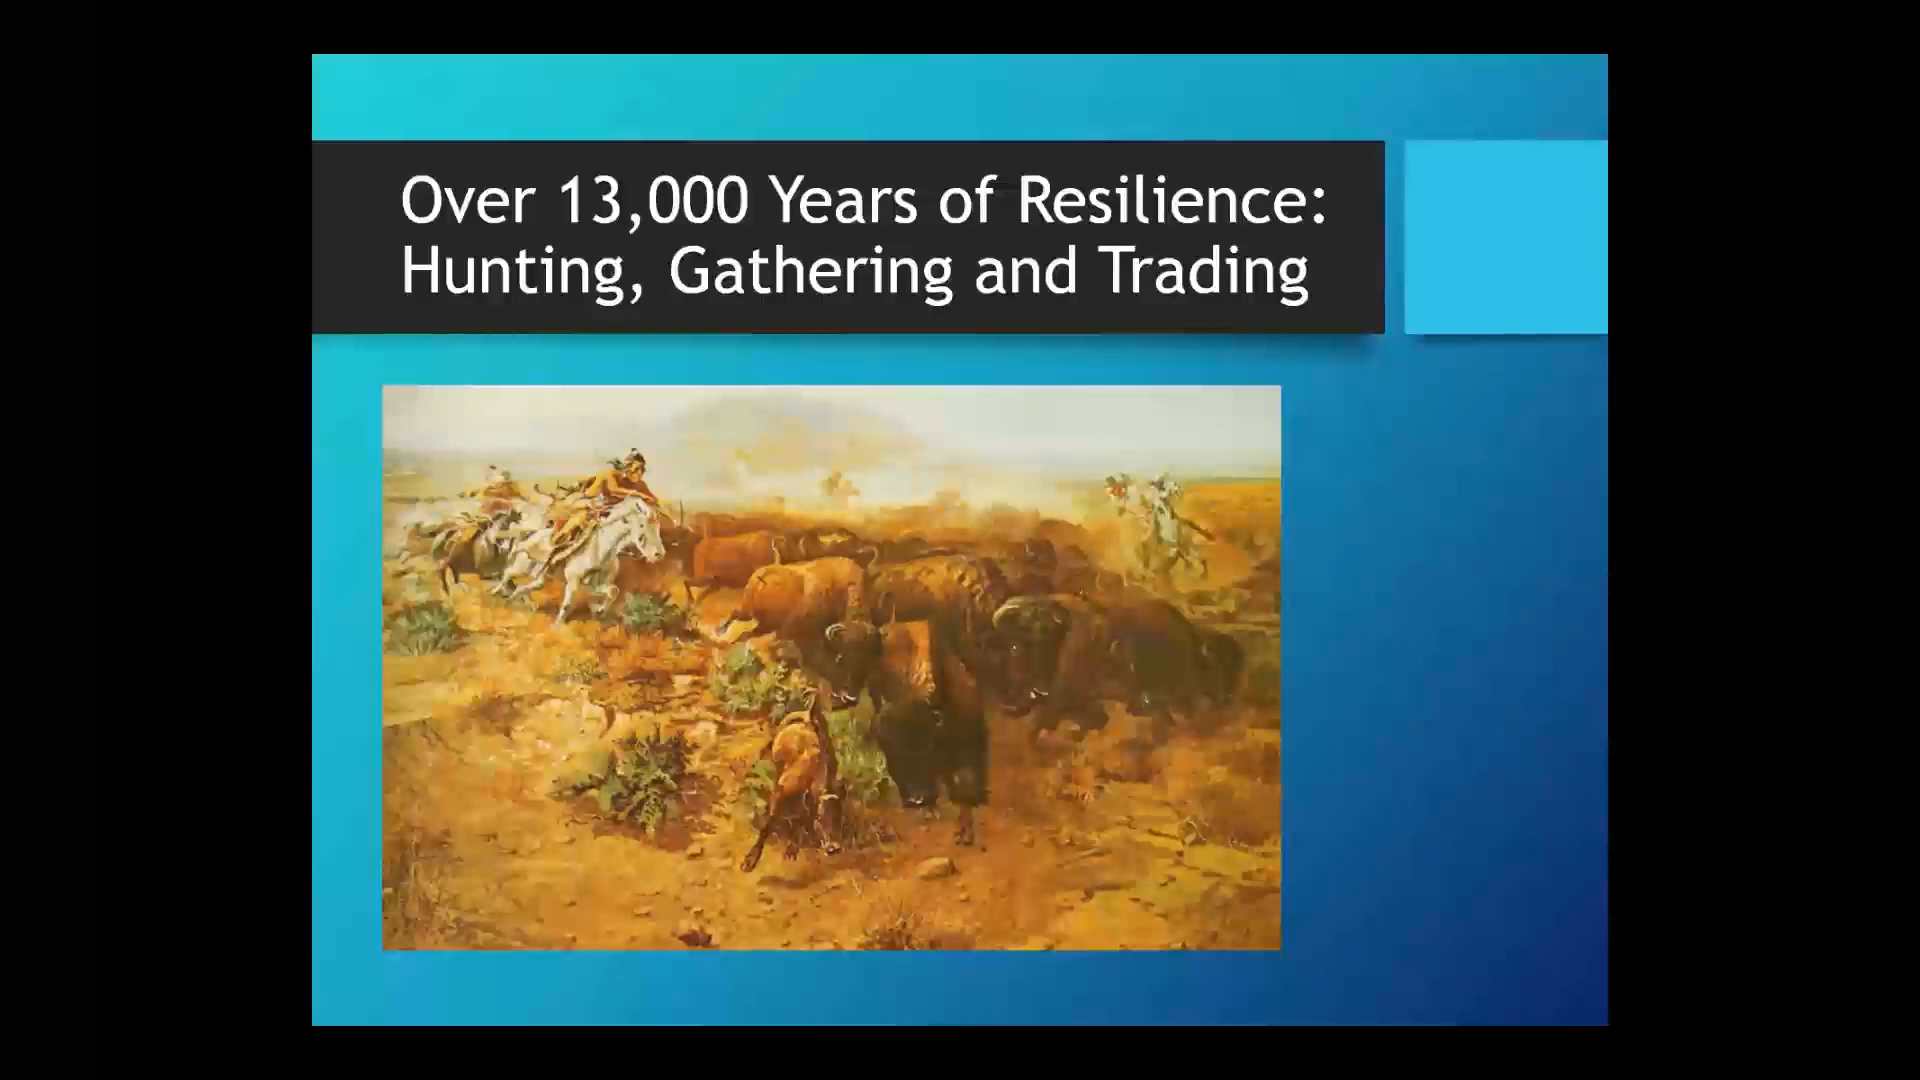 Over 13,000 Years of Resilience:
Hunting, Gathering and Trading